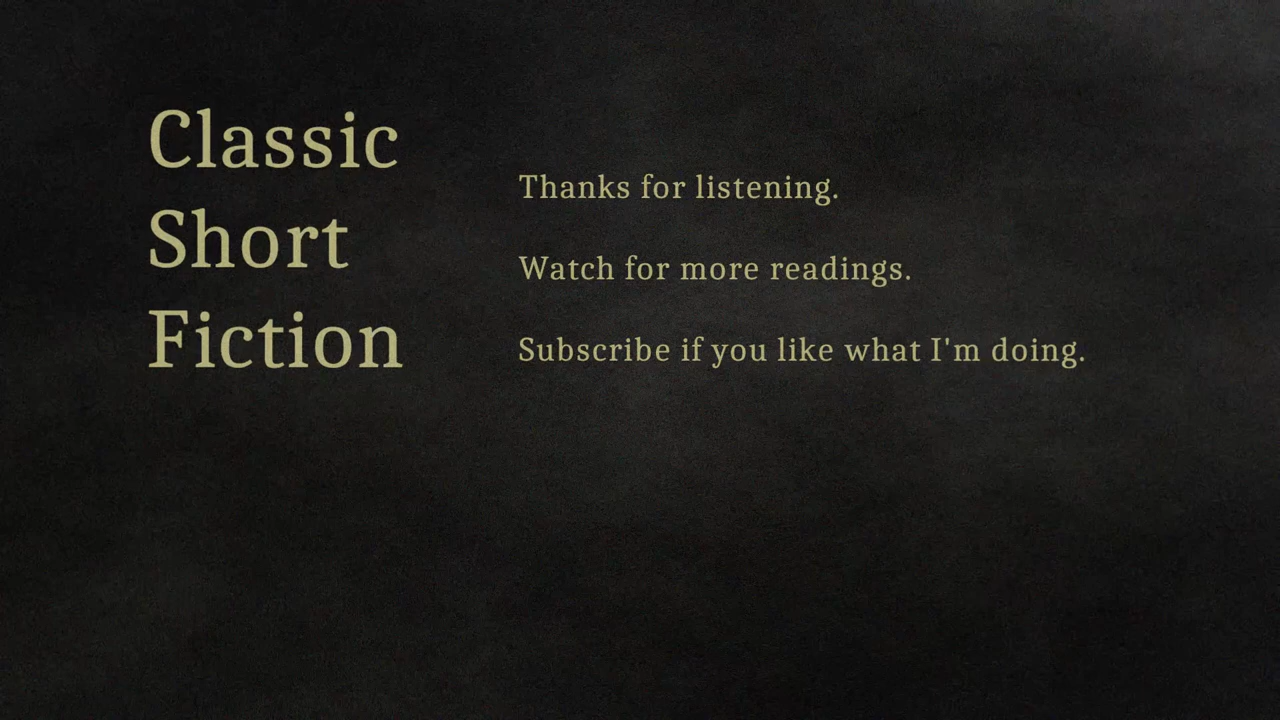 Classic
Short
Fiction
Thanks for listening.
Watch for more readings.
Subscribe if you like what I'm doing.